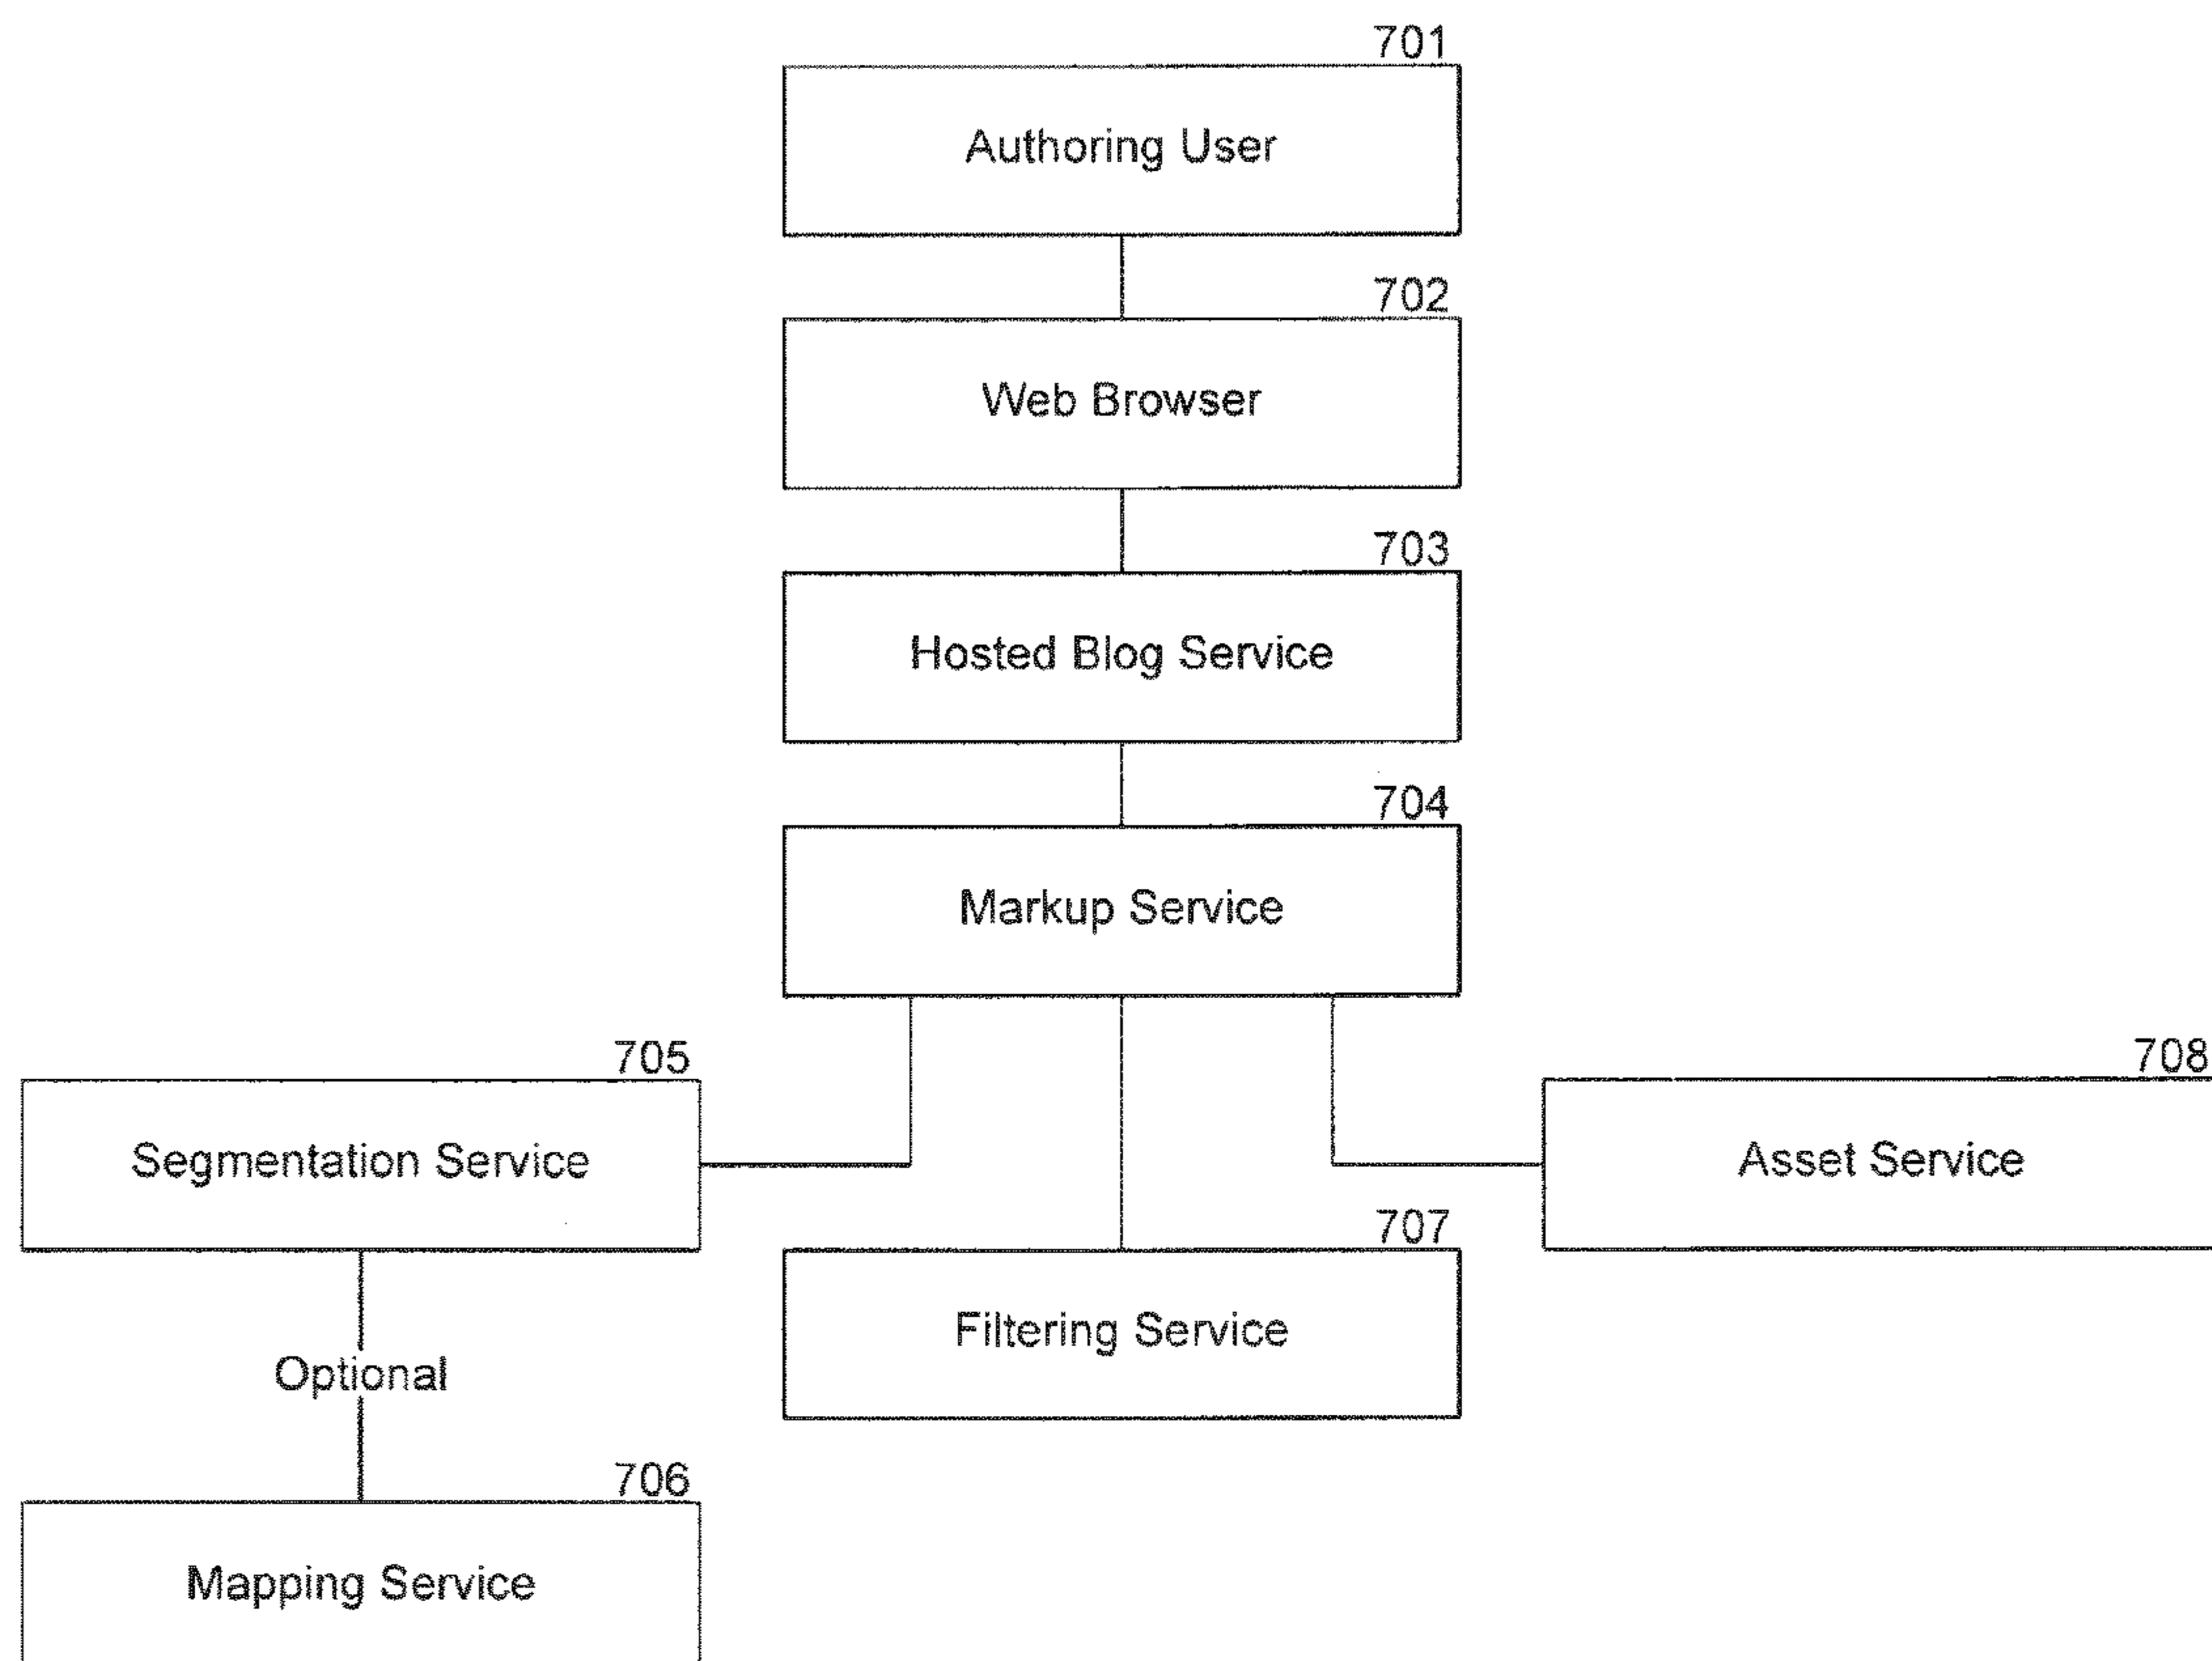 701
Authoring User
702
Web Browser
703
Hosted Blog Service
704
Markup Service
705
Segmentation Service
708
Asset Service
707
Filtering Service
Optional
706
Mapping Service